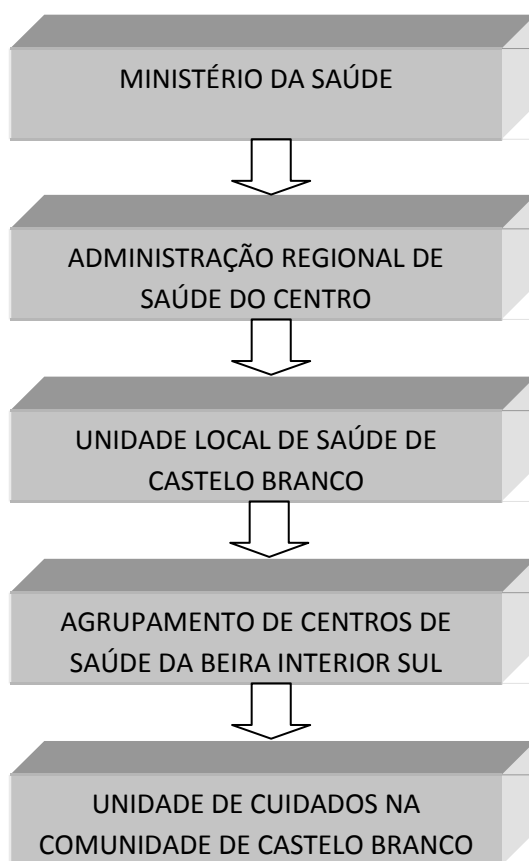 MINISTÉRIO DA SAÚDE
ADMINISTRAÇÃO REGIONAL DE
SAÚDE DO CENTRO
UNIDADE LOCAL DE SAÚDE DE
CASTELO BRANCO
AGRUPAMENTO DE CENTROS DE
SAÚDE DA BEIRA INTERIOR SUL
UNIDADE DE CUIDADOS NA
COMUNIDADE DE CASTELO BRANCO